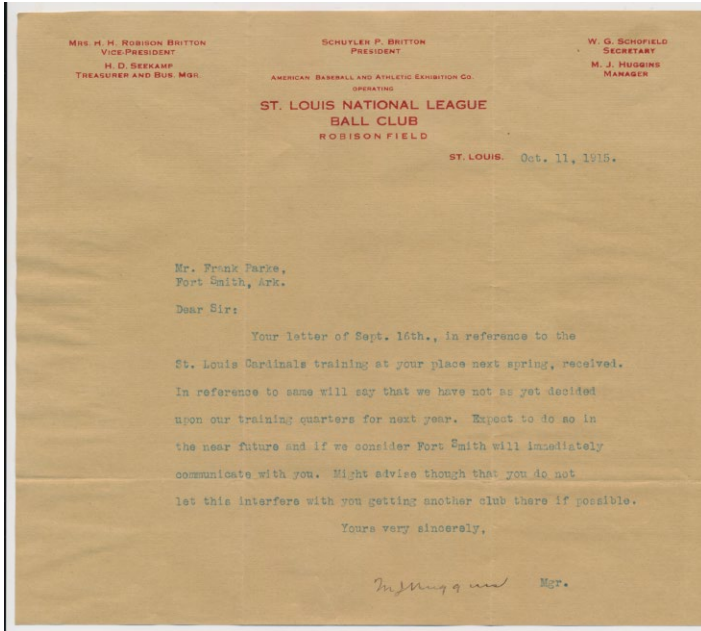 MRS. H. H. ROBISON BRITTON
VICE-PRESIDENT
H. D. SEEKAMP
TREASURER AND BUS. MGR.
SCHUYLER P. BRITTON
PRESIDENT
W. G. SCHOFIELD
SECRETARY
M. J. HUGGINS
MANAGER
AMERICAN BASEBALL AND ATHLETIC EXHIBITION CO.
OPERATING
ST. LOUIS NATIONAL LEAGUE
BALL CLUB
ROBISON FIELD
ST. LOUIS. Oct. 11, 1915.
Mr. Frank Parke,
Fort Smith, Ark.
Dear Sir:
Your letter of Sept. 16th., in reference to the
St. Louis Cardinals training at your place next spring, received.
In reference to same will say that we have not as yet decided
upon our training quarters for next year. Expect to do so in
the near future and if we consider Fort Smith will immediately
communicate with you. Might advise though that you do not
let this interfere with you getting another club there if possible.
Yours very sincerely,
MJHuggins Mgr.